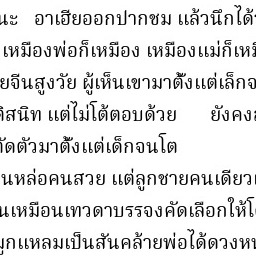 นะ อาเฮียออกปากชม แล้วนึกได้
เหมืองพ่อก็เหมือง เหมืองแม่ก็เหมื
ยจีนสูงวัย ผู้เห็นเขามาตั้งแต่เล็กจ
ติสนิท แต่ไม่โต้ตอบด้วย ยังคง
กัดตัวมาตั้งแต่เด็กจนโต
นหล่อคนสวย แต่ลูกชายคนเดียว
นเหมือนเทวดาบรรจงคัดเลือกให้โ
มูกแหลมเป็นสันคล้ายพ่อได้ดวงห